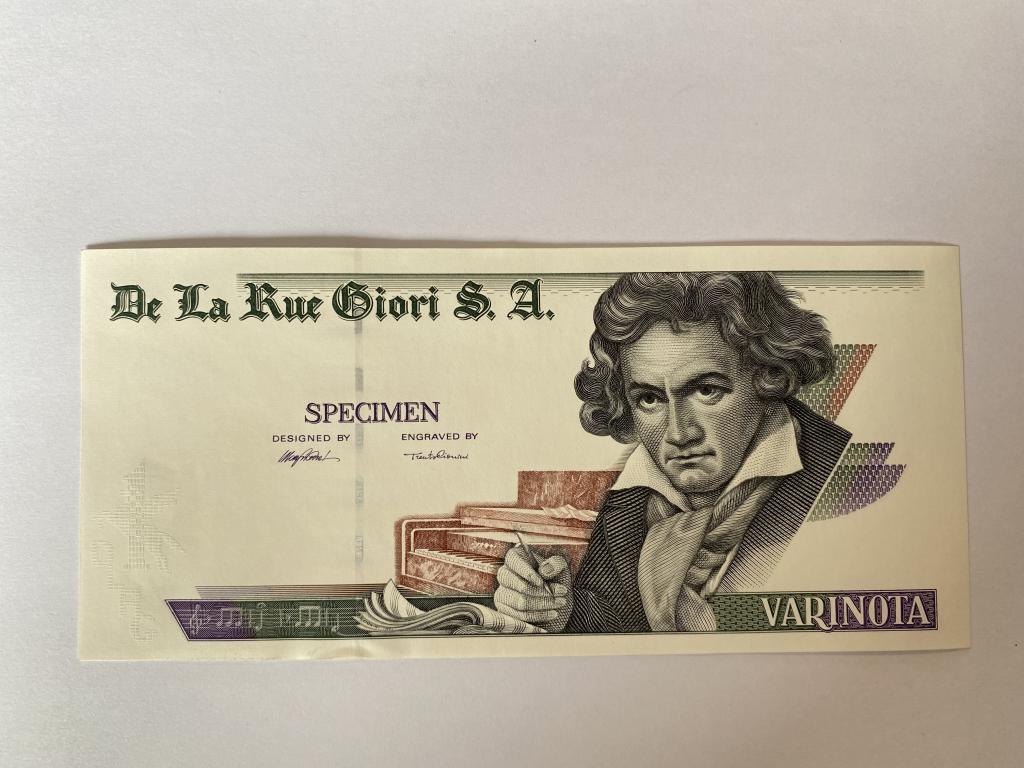 De La Rue Giori S. A.
SPECIMEN
DESIGNED BY ENGRAVED BY
VARINOTA